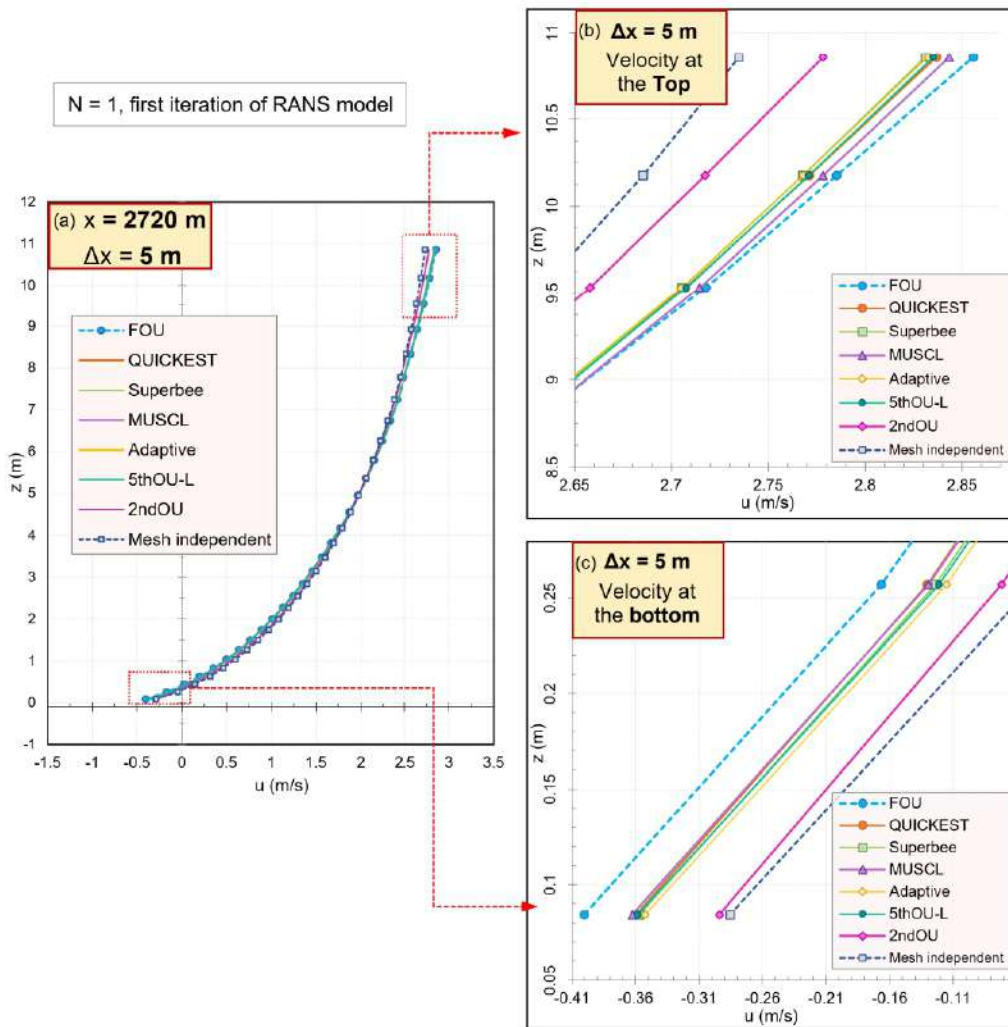 N = 1, first iteration of RANS model
(a) x = 2720 m
Δx = 5 m
12
11
10
9
8
7
6
5
4
3
2
1
0
-1
z (m)
-1.5 -1 -0.5 0 0.5 1 1.5 2 2.5 3 3.5
u (m/s)
FOU
QUICKEST
Superbee
MUSCL
Adaptive
5thOU-L
2ndOU
Mesh independent
(b) Δx = 5 m
Velocity at
the Top
11
10.5
10
9.5
9
8.5
z (m)
2.65 2.7 2.75 2.8 2.85
u (m/s)
FOU
QUICKEST
Superbee
MUSCL
Adaptive
5thOU-L
2ndOU
Mesh independent
(c) Δx = 5 m
Velocity at
the bottom
0.25
0.2
0.15
0.1
0.05
z (m)
-0.41 -0.36 -0.31 -0.26 -0.21 -0.16 -0.11
u (m/s)
FOU
QUICKEST
Superbee
MUSCL
Adaptive
5thOU-L
2ndOU
Mesh independent